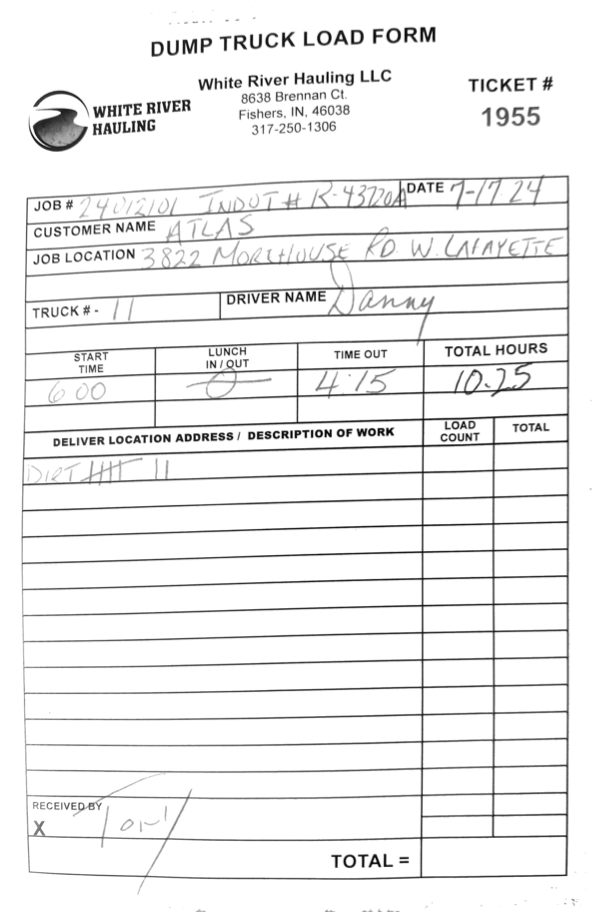 DUMP TRUCK LOAD FORM
WHITE RIVER
HAULING
White River Hauling LLC
8638 Brennan Ct.
Fishers, IN, 46038
317-250-1306
TICKET #
1955
JOB # 24012101 INDOT # R-43720A DATE 7-17 24
CUSTOMER NAME ATLAS
JOB LOCATION 3822 MOREHOUSE RD. W. LAFAYETTE
TRUCK # - 11 DRIVER NAME Danny
START TIME LUNCH IN / OUT TIME OUT TOTAL HOURS
6 00 0 4:15 10.25
DELIVER LOCATION ADDRESS / DESCRIPTION OF WORK LOAD COUNT TOTAL
DIRT 𝍸 11
RECEIVED BY
X
TOTAL =